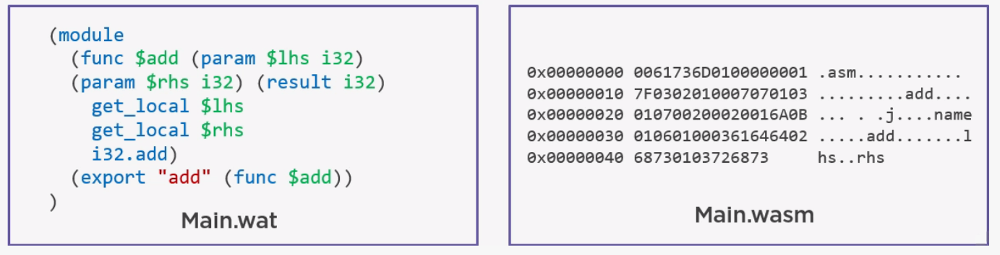 (module
(func $add (param $lhs i32)
(param $rhs i32) (result i32)
get_local $lhs
get_local $rhs
i32.add)
(export "add" (func $add))
)
Main.wat
0x00000000 0061736D0100000001 .asm...........
0x00000010 7F0302010007070103 .........add....
0x00000020 010700200020016A0B ... . .j....name
0x00000030 010601000361646402 .....add.......l
0x00000040 68730103726873 hs..rhs
Main.wasm